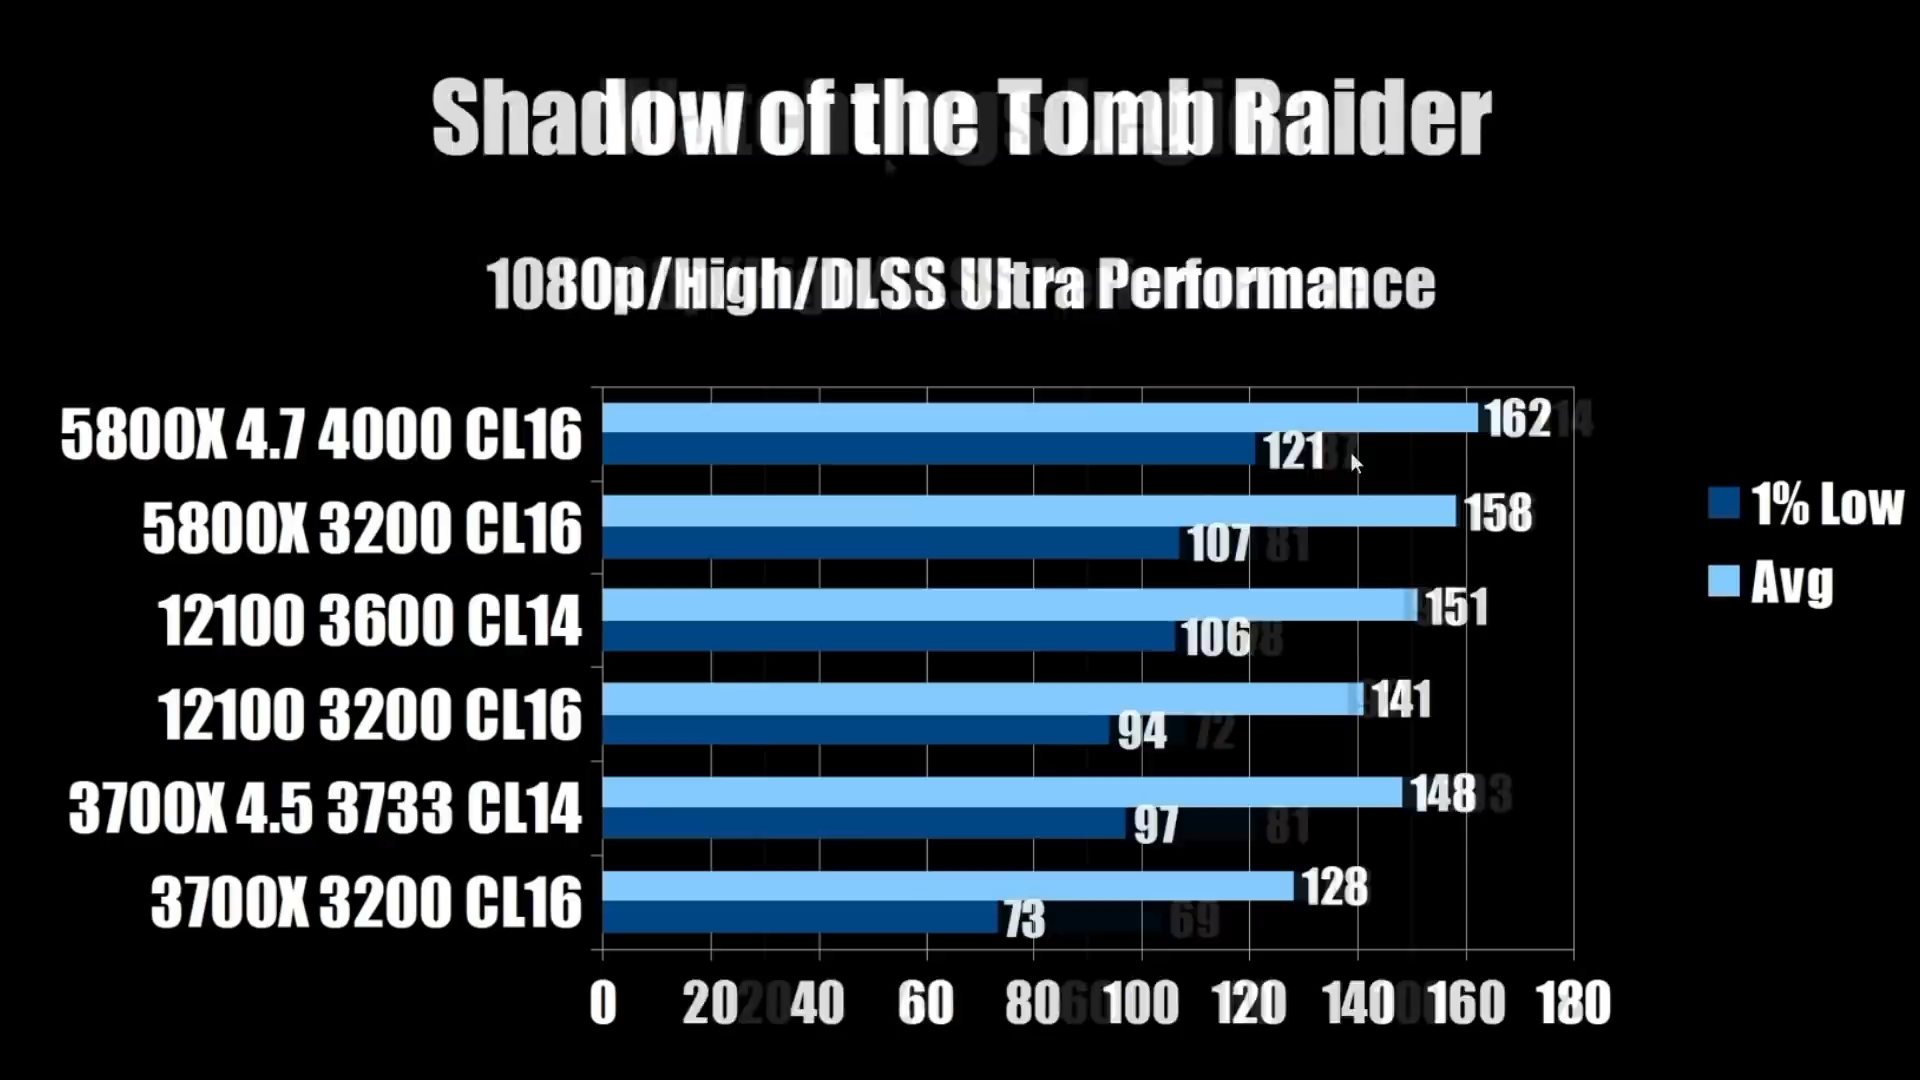 Shadow of the Tomb Raider
1080p/High/DLSS Ultra Performance
5800X 4.7 4000 CL16
162
121
5800X 3200 CL16
158
107
12100 3600 CL14
151
106
12100 3200 CL16
141
94
3700X 4.5 3733 CL14
148
97
3700X 3200 CL16
128
73
0 20 40 60 80 100 120 140 160 180
1% Low
Avg